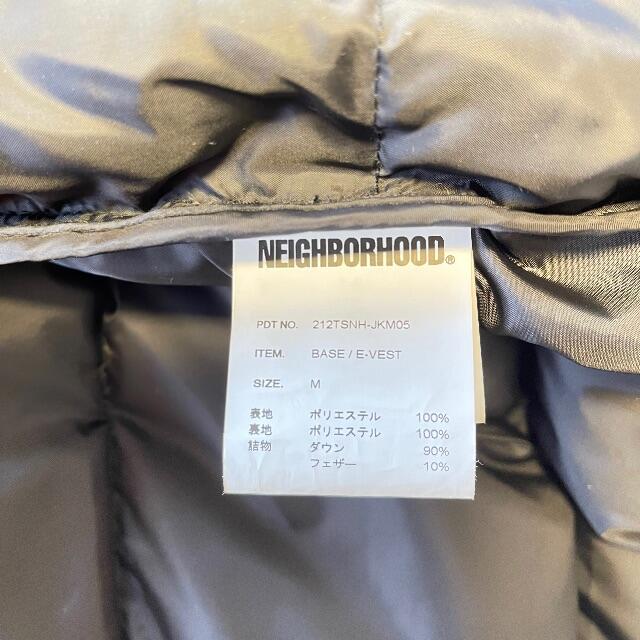 NEIGHBORHOOD®
PDT NO. 212TSNH-JKM05
ITEM. BASE / E-VEST
SIZE. M
表地 ポリエステル 100%
裏地 ポリエステル 100%
詰物 ダウン 90%
フェザー 10%